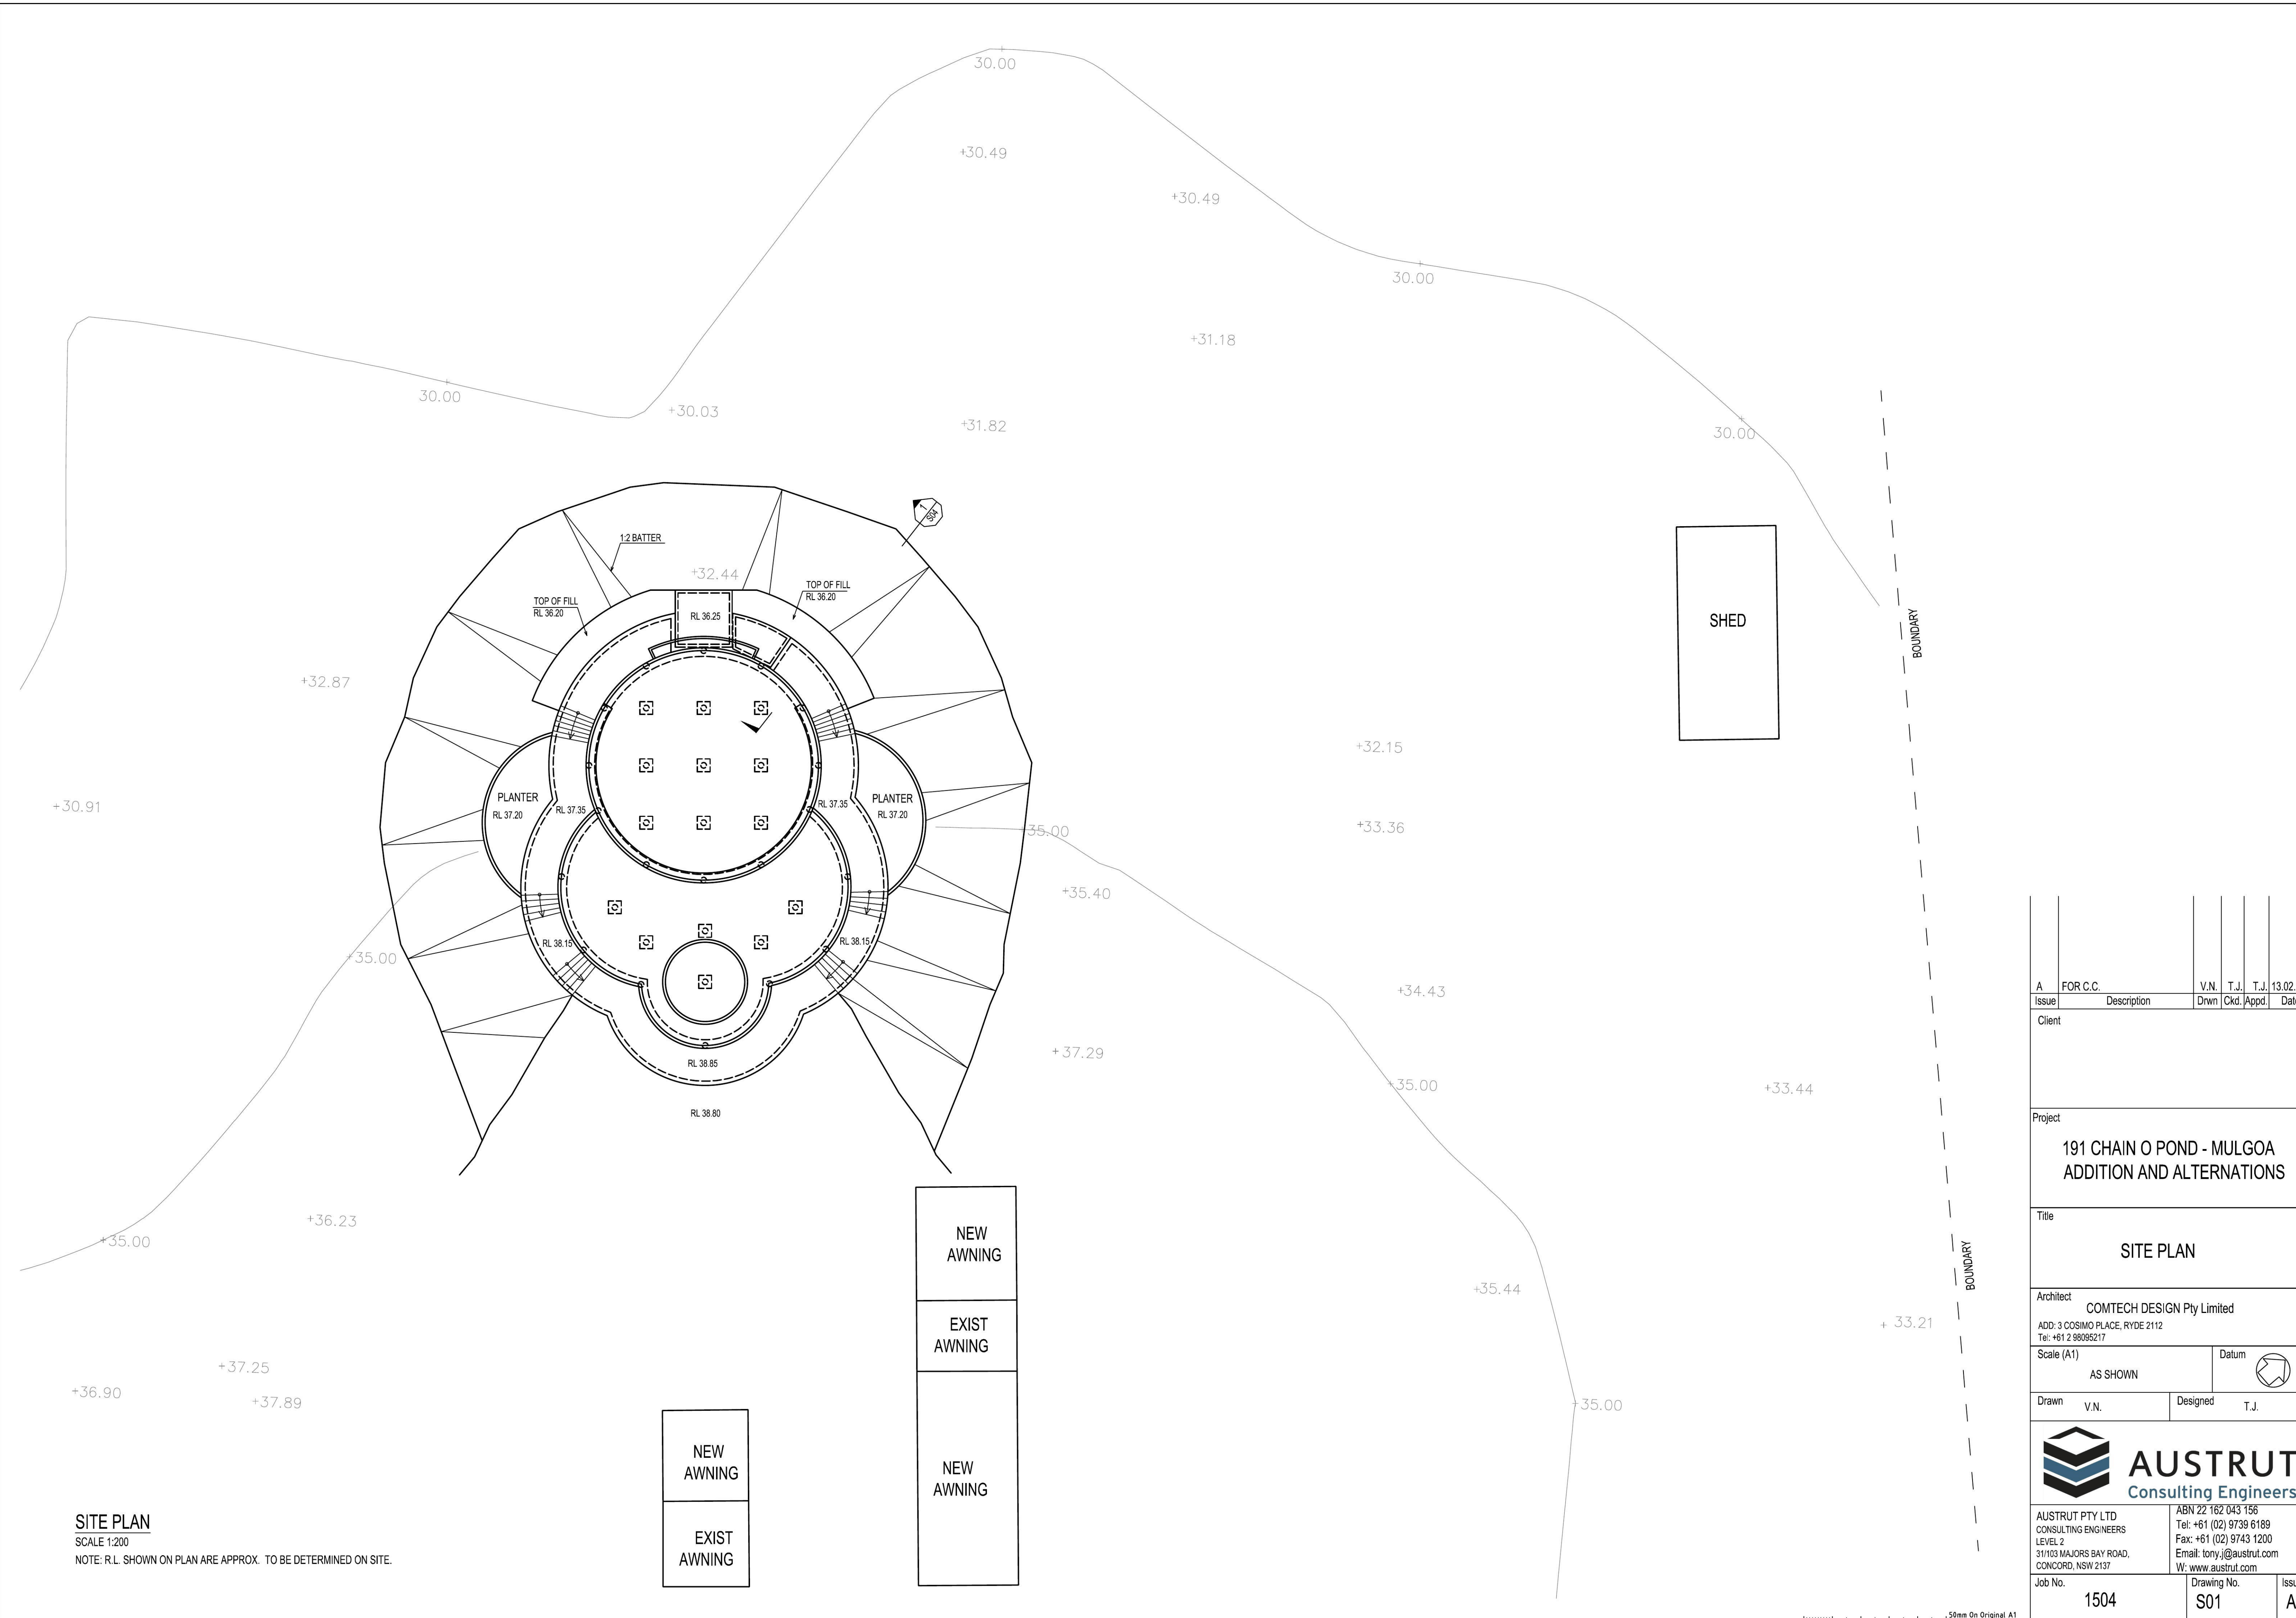 30.00
+30.49
+30.49
30.00
+31.18
30.00
+30.03
+31.82
30.00
1
S04
1:2 BATTER
+32.44
TOP OF FILL
RL 36.20
TOP OF FILL
RL 36.20
RL 36.25
SHED
BOUNDARY
+32.87
+32.15
PLANTER
RL 37.20
RL 37.35
RL 37.35
PLANTER
RL 37.20
+30.91
+35.00
+33.36
+35.40
RL 38.15
RL 38.15
+35.00
+34.43
RL 38.85
+37.29
+35.00
+33.44
RL 38.80
+36.23
+35.00
NEW
AWNING
BOUNDARY
+35.44
EXIST
AWNING
+33.21
+37.25
+36.90
+37.89
+35.00
NEW
AWNING
NEW
AWNING
EXIST
AWNING
SITE PLAN
SCALE 1:200
NOTE: R.L. SHOWN ON PLAN ARE APPROX. TO BE DETERMINED ON SITE.
A FOR C.C. V.N. T.J. T.J. 13.02.
Issue Description Drwn Ckd. Appd.
Client
Project
191 CHAIN O POND - MULGOA
ADDITION AND ALTERNATIONS
Title
SITE PLAN
Architect
COMTECH DESIGN Pty Limited
ADD: 3 COSIMO PLACE, RYDE 2112
Tel: +61 2 98095217
Scale (A1) Datum
AS SHOWN
Drawn V.N. Designed T.J.
AUSTRUT
Consulting Engineers
AUSTRUT PTY LTD
CONSULTING ENGINEERS
LEVEL 2
31/103 MAJORS BAY ROAD,
CONCORD, NSW 2137
ABN 22 162 043 156
Tel: +61 (02) 9739 6189
Fax: +61 (02) 9743 1200
Email: tony.j@austrut.com
W: www.austrut.com
Job No. Drawing No.
1504 S01 A
50mm On Original A1